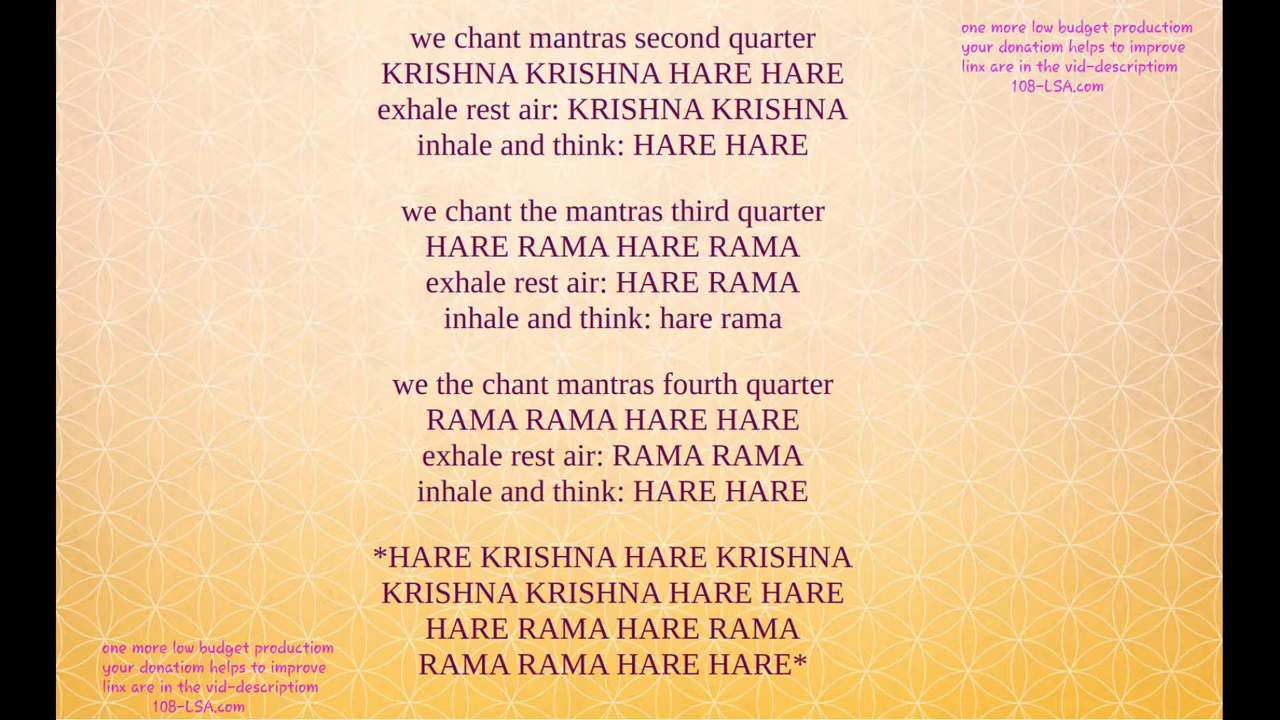 we chant mantras second quarter
KRISHNA KRISHNA HARE HARE
exhale rest air: KRISHNA KRISHNA
inhale and think: HARE HARE
one more low budget productiom
your donatiom helps to improve
linx are in the vid-descriptiom
108-LSA.com
we chant the mantras third quarter
HARE RAMA HARE RAMA
exhale rest air: HARE RAMA
inhale and think: hare rama
we the chant mantras fourth quarter
RAMA RAMA HARE HARE
exhale rest air: RAMA RAMA
inhale and think: HARE HARE
*HARE KRISHNA HARE KRISHNA
KRISHNA KRISHNA HARE HARE
HARE RAMA HARE RAMA
RAMA RAMA HARE HARE*
one more low budget productiom
your donatiom helps to improve
linx are in the vid-descriptiom
108-LSA.com